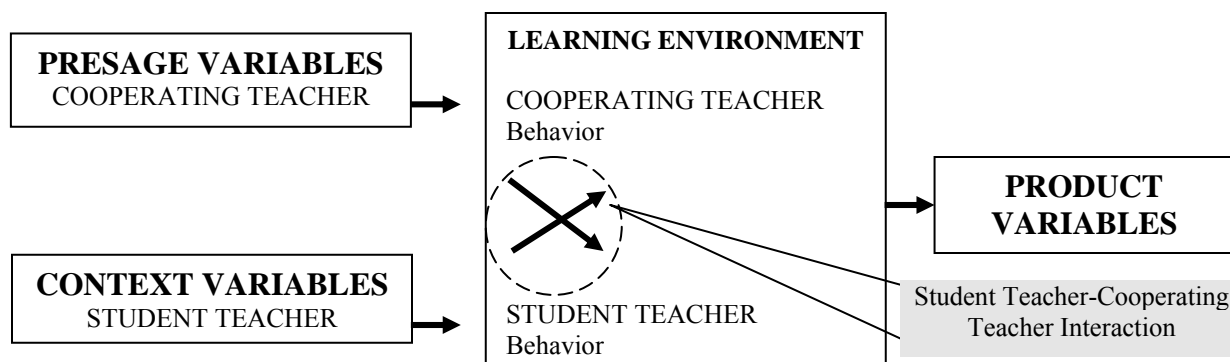 PRESAGE VARIABLES
COOPERATING TEACHER
CONTEXT VARIABLES
STUDENT TEACHER
LEARNING ENVIRONMENT
COOPERATING TEACHER
Behavior
STUDENT TEACHER
Behavior
PRODUCT
VARIABLES
Student Teacher-Cooperating
Teacher Interaction